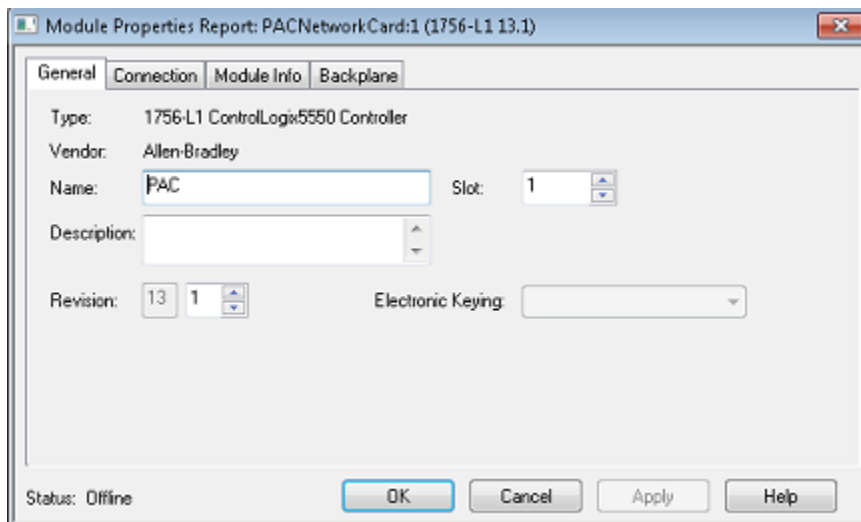 Module Properties Report: PACNetworkCard:1 (1756-L1 13.1)
General Connection Module Info Backplane
Type: 1756-L1 ControlLogix5550 Controller
Vendor: Allen-Bradley
Name: PAC Slot: 1
Description:
Revision: 13 1 Electronic Keying:
Status: Offline OK Cancel Apply Help